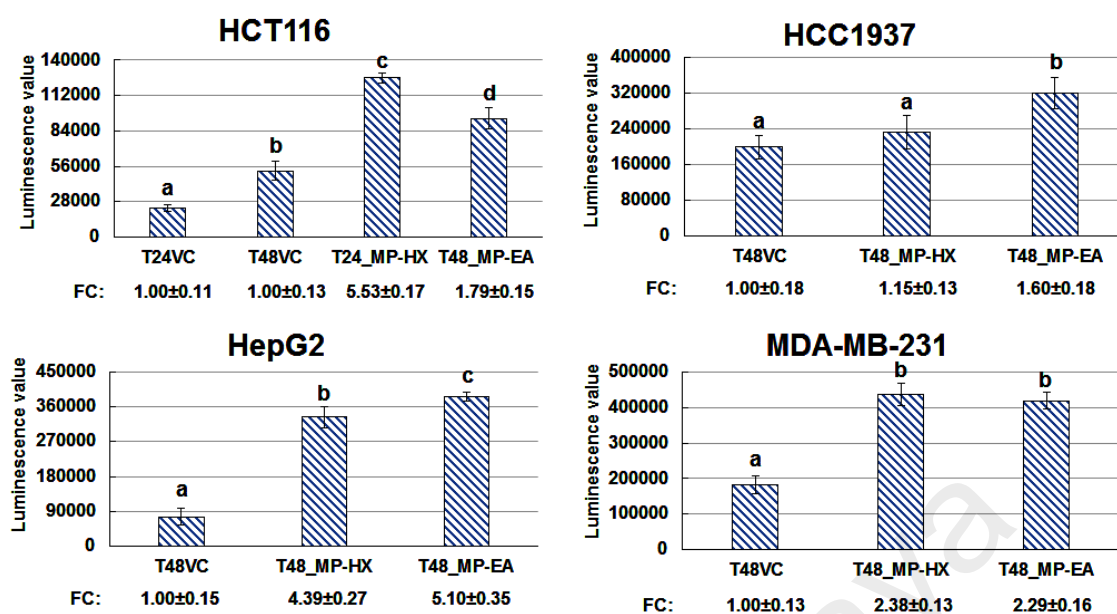 HCT116
Luminescence value
140000
112000
84000
56000
28000
0
a
b
c
d
T24VC T48VC T24_MP-HX T48_MP-EA
FC: 1.00±0.11 1.00±0.13 5.53±0.17 1.79±0.15
HCC1937
Luminescence value
400000
320000
240000
160000
80000
0
a
a
b
T48VC T48_MP-HX T48_MP-EA
FC: 1.00±0.18 1.15±0.13 1.60±0.18
HepG2
Luminescence value
450000
360000
270000
180000
90000
0
a
b
c
T48VC T48_MP-HX T48_MP-EA
FC: 1.00±0.15 4.39±0.27 5.10±0.35
MDA-MB-231
Luminescence value
500000
400000
300000
200000
100000
0
a
b
b
T48VC T48_MP-HX T48_MP-EA
FC: 1.00±0.13 2.38±0.13 2.29±0.16